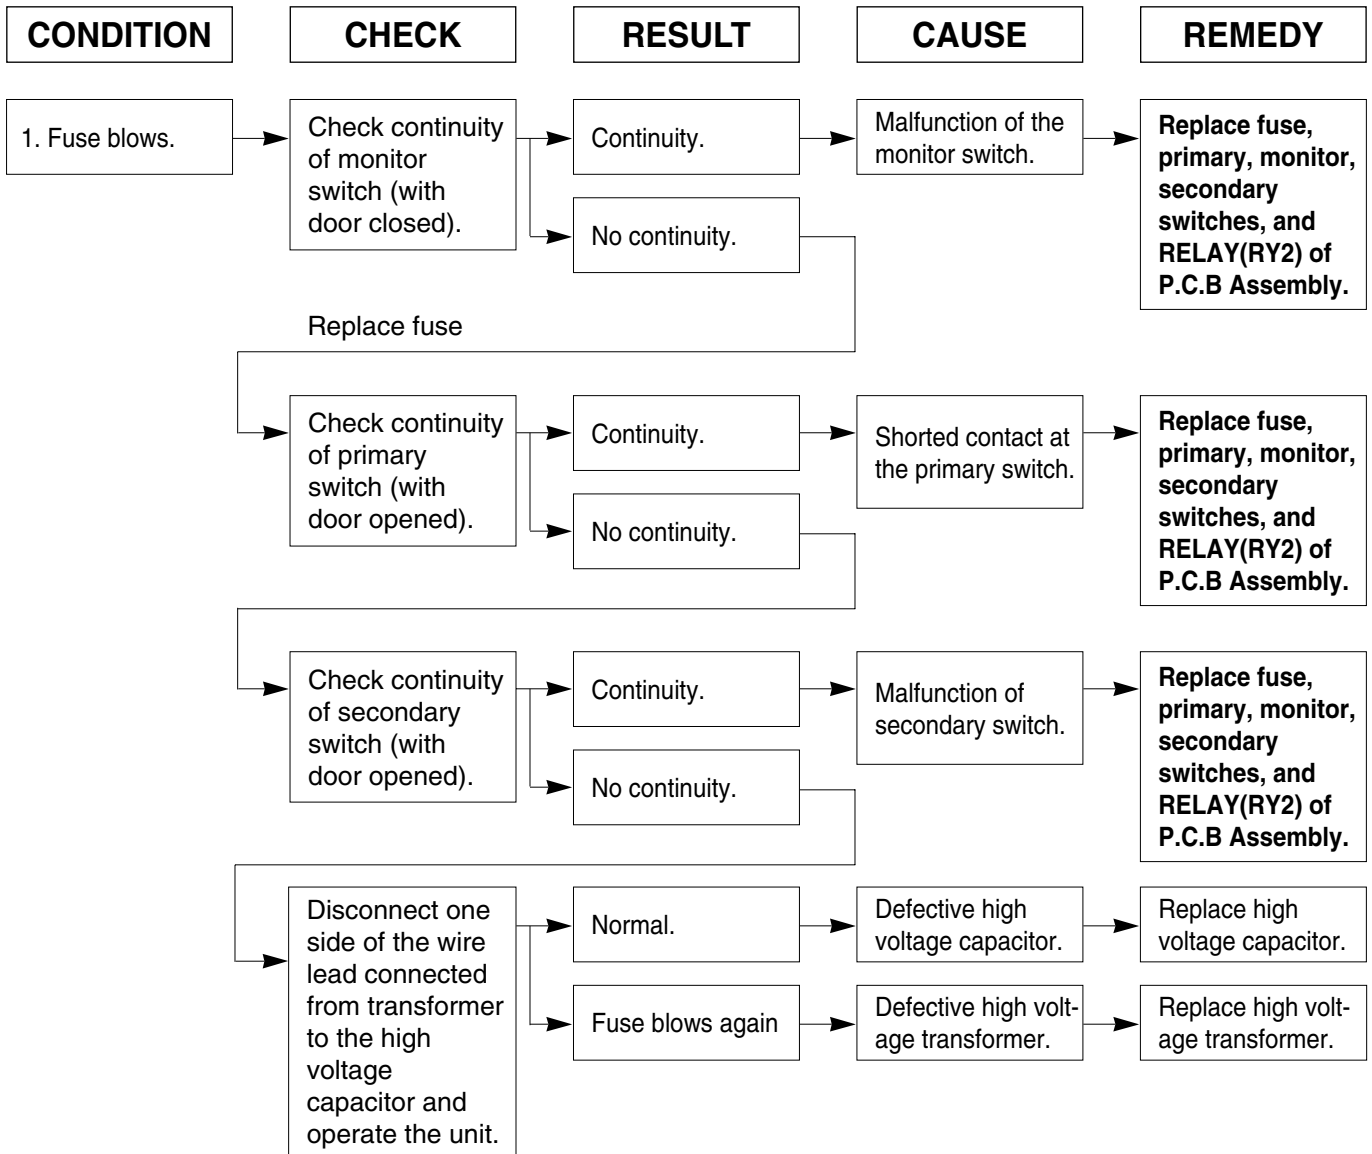 CONDITION
CHECK
RESULT
CAUSE
REMEDY
1. Fuse blows.
Check continuity
of monitor
switch (with
door closed).
Continuity.
Malfunction of the
monitor switch.
Replace fuse,
primary, monitor,
secondary
switches, and
RELAY(RY2) of
P.C.B Assembly.
No continuity.
Replace fuse
Check continuity
of primary
switch (with
door opened).
Continuity.
Shorted contact at
the primary switch.
Replace fuse,
primary, monitor,
secondary
switches, and
RELAY(RY2) of
P.C.B Assembly.
No continuity.
Check continuity
of secondary
switch (with
door opened).
Continuity.
Malfunction of
secondary switch.
Replace fuse,
primary, monitor,
secondary
switches, and
RELAY(RY2) of
P.C.B Assembly.
No continuity.
Disconnect one
side of the wire
lead connected
from transformer
to the high
voltage
capacitor and
operate the unit.
Normal.
Defective high
voltage capacitor.
Replace high
voltage capacitor.
Fuse blows again
Defective high volt-
age transformer.
Replace high volt-
age transformer.